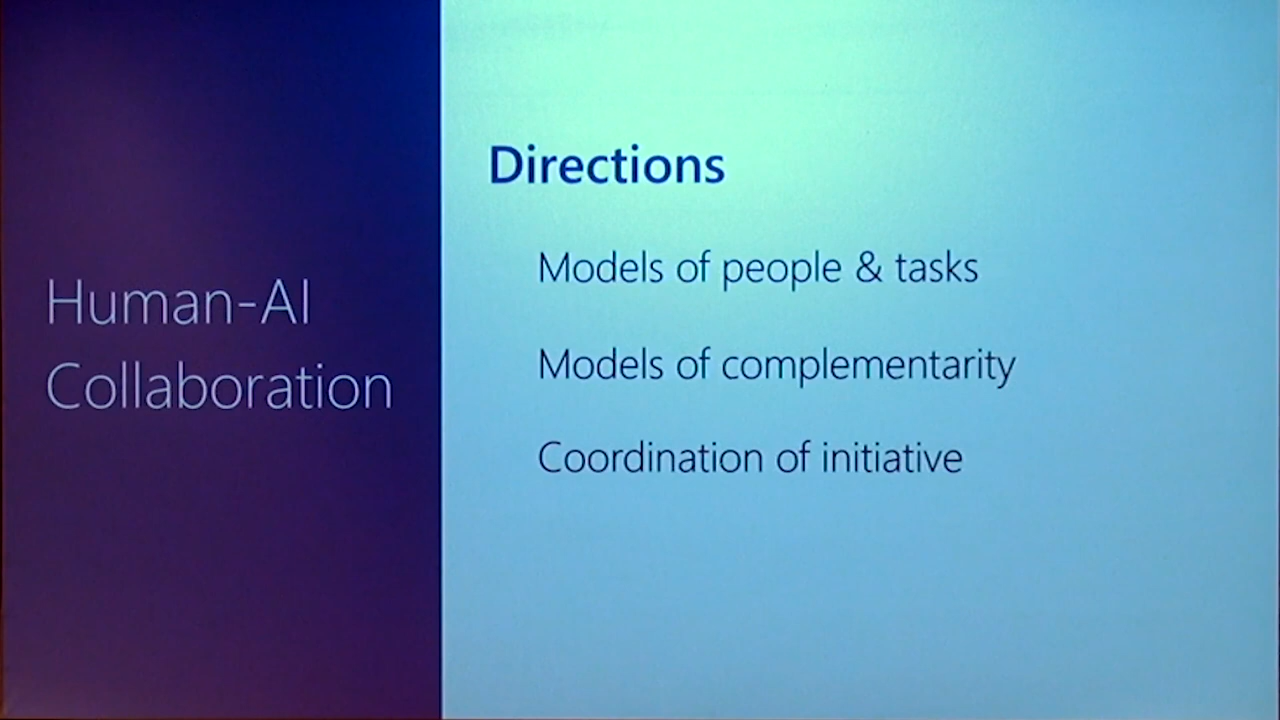 Human-AI
Collaboration
Directions
Models of people & tasks
Models of complementarity
Coordination of initiative